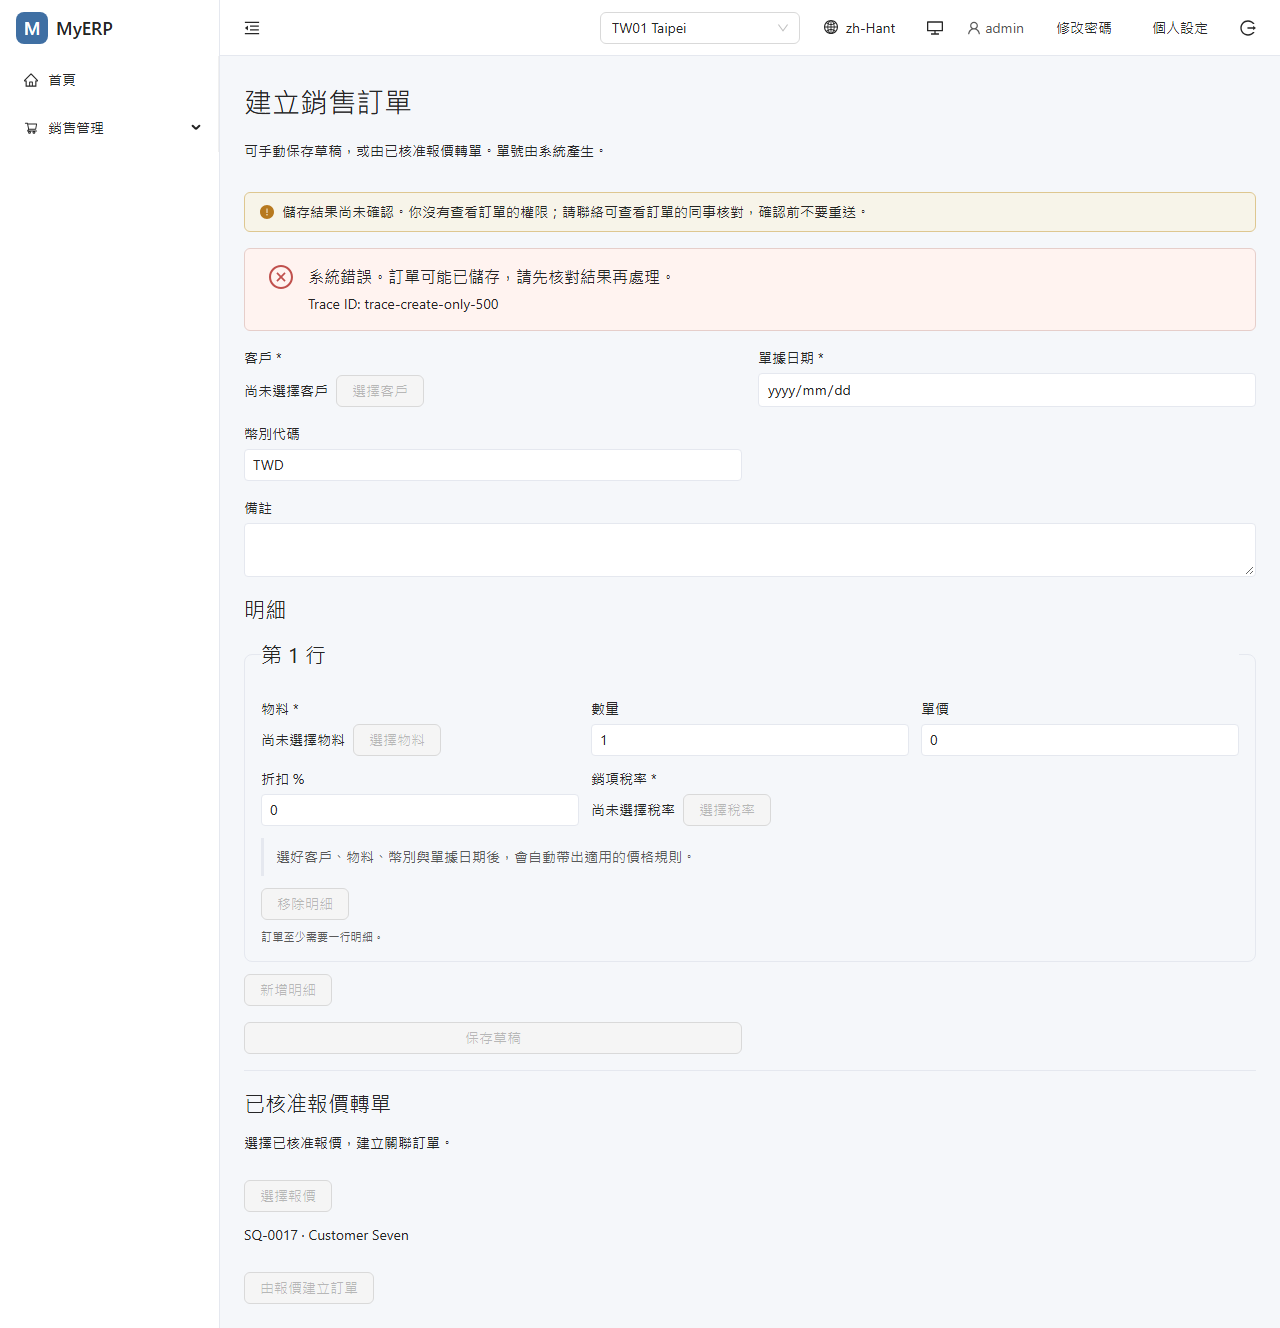 M MyERP
TW01 Taipei
zh-Hant
admin
修改密碼
個人設定
首頁
銷售管理
建立銷售訂單
可手動保存草稿，或由已核准報價轉單。單號由系統產生。
儲存結果尚未確認。你沒有查看訂單的權限；請聯絡可查看訂單的同事核對，確認前不要重送。
系統錯誤。訂單可能已儲存，請先核對結果再處理。
Trace ID: trace-create-only-500
客戶 *
單據日期 *
尚未選擇客戶 選擇客戶
yyyy/mm/dd
幣別代碼
TWD
備註
明細
第 1 行
物料 *
數量
單價
尚未選擇物料 選擇物料
1
0
折扣 %
銷項稅率 *
0
尚未選擇稅率 選擇稅率
選好客戶、物料、幣別與單據日期後，會自動帶出適用的價格規則。
移除明細
訂單至少需要一行明細。
新增明細
保存草稿
已核准報價轉單
選擇已核准報價，建立關聯訂單。
選擇報價
SQ-0017 · Customer Seven
由報價建立訂單